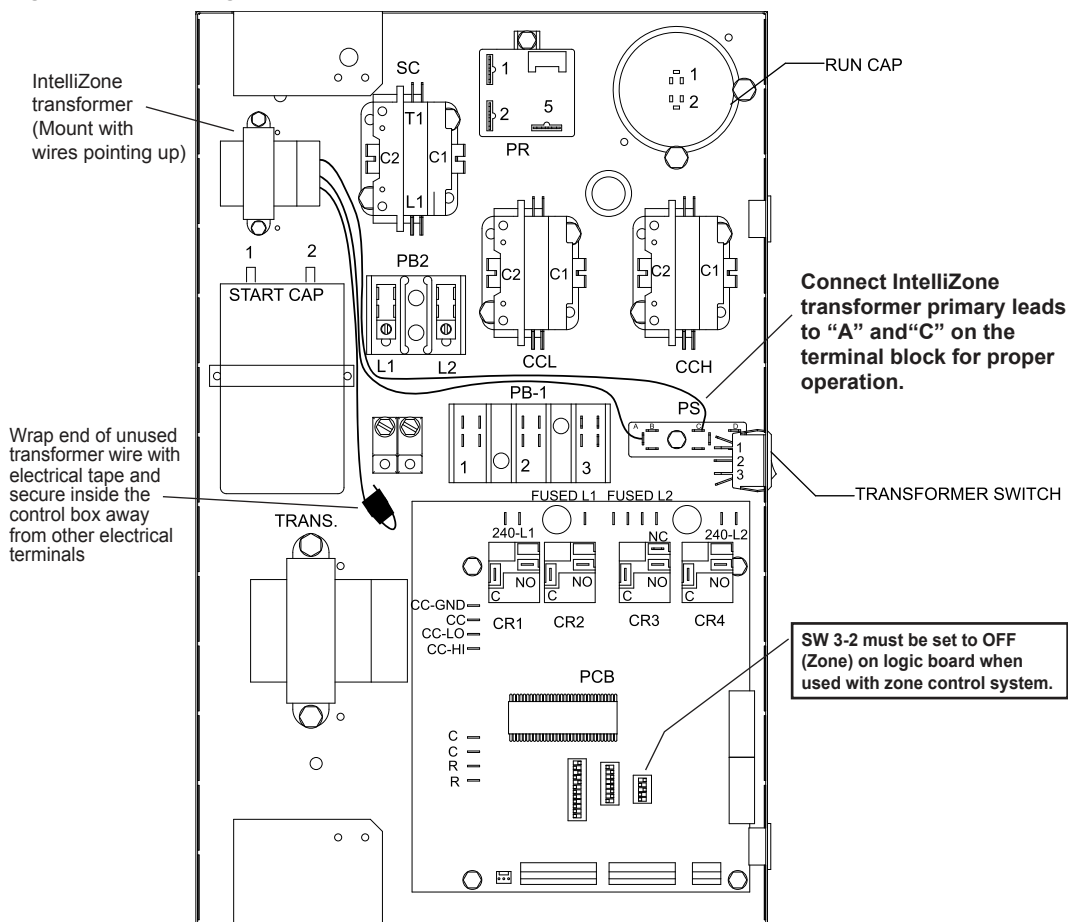 IntelliZone
transformer
(Mount with
wires pointing up)
SC
T1
C2
C1
L1
1
2
5
PR
1
2
RUN CAP
1
2
START CAP
PB2
L1
L2
C2
C1
CCL
C2
C1
CCH
Connect IntelliZone
transformer primary leads
to “A” and“C” on the
terminal block for proper
operation.
PB-1
1
2
3
PS
A
B
C
D
1
2
3
TRANSFORMER SWITCH
Wrap end of unused
transformer wire with
electrical tape and
secure inside the
control box away
from other electrical
terminals
TRANS.
FUSED L1
FUSED L2
240-L1
NC
240-L2
NO
NO
NO
NO
C
C
C
C
CR1
CR2
CR3
CR4
CC-GND
CC
CC-LO
CC-HI
SW 3-2 must be set to OFF
(Zone) on logic board when
used with zone control system.
PCB
C
C
R
R